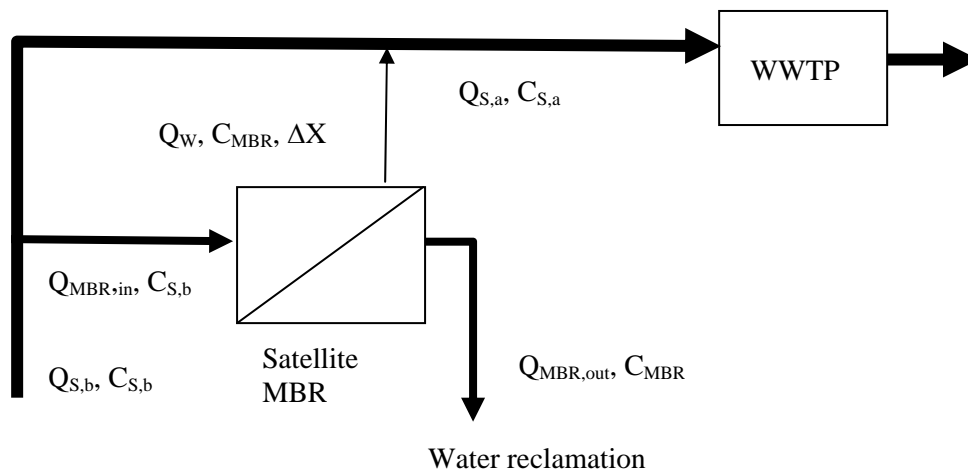 WWTP
Q_S,a, C_S,a
Q_W, C_MBR, ΔX
Q_MBR,in, C_S,b
Satellite
MBR
Q_S,b, C_S,b
Q_MBR,out, C_MBR
Water reclamation